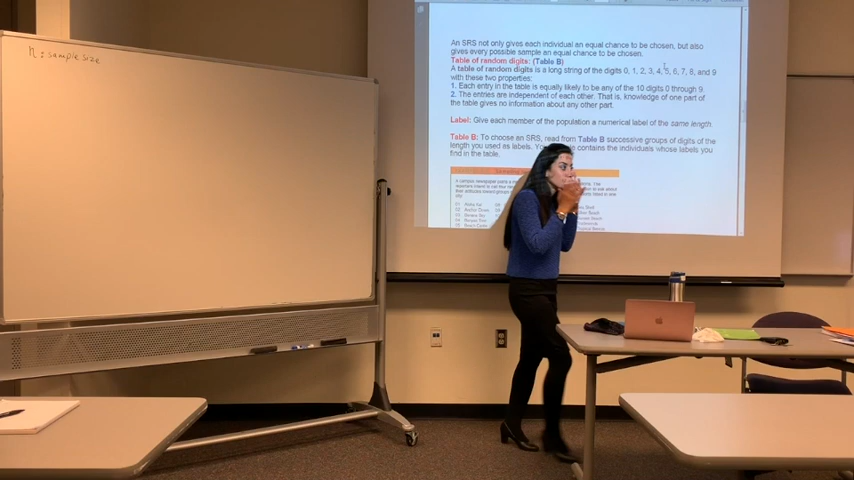 n: sample size
An SRS not only gives each individual an equal chance to be chosen, but also
gives every possible sample an equal chance to be chosen.
Table of random digits: (Table B)
A table of random digits is a long string of the digits 0, 1, 2, 3, 4, 5, 6, 7, 8, and 9
with these two properties:
1. Each entry in the table is equally likely to be any of the 10 digits 0 through 9.
2. The entries are independent of each other. That is, knowledge of one part of
the table gives no information about any other part.
Label: Give each member of the population a numerical label of the same length.
Table B: To choose an SRS, read from Table B successive groups of digits of the
length you used as labels. contains the individuals whose labels you
find in the table.